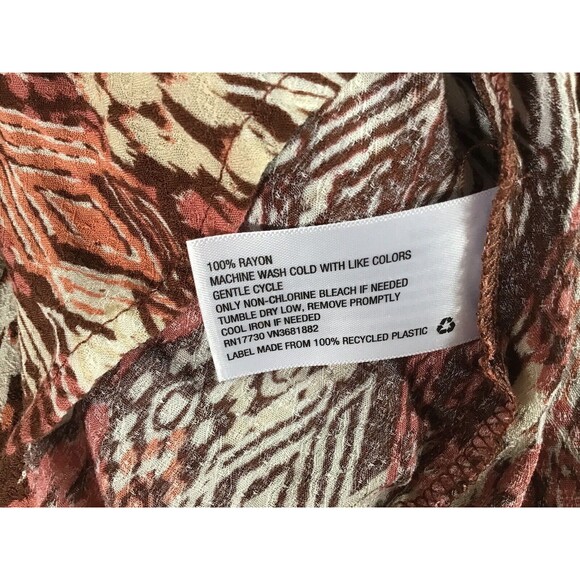 100% RAYON
MACHINE WASH COLD WITH LIKE COLORS
GENTLE CYCLE
ONLY NON-CHLORINE BLEACH IF NEEDED
TUMBLE DRY LOW, REMOVE PROMPTLY
COOL IRON IF NEEDED
RN17730 VN3681882
LABEL MADE FROM 100% RECYCLED PLASTIC